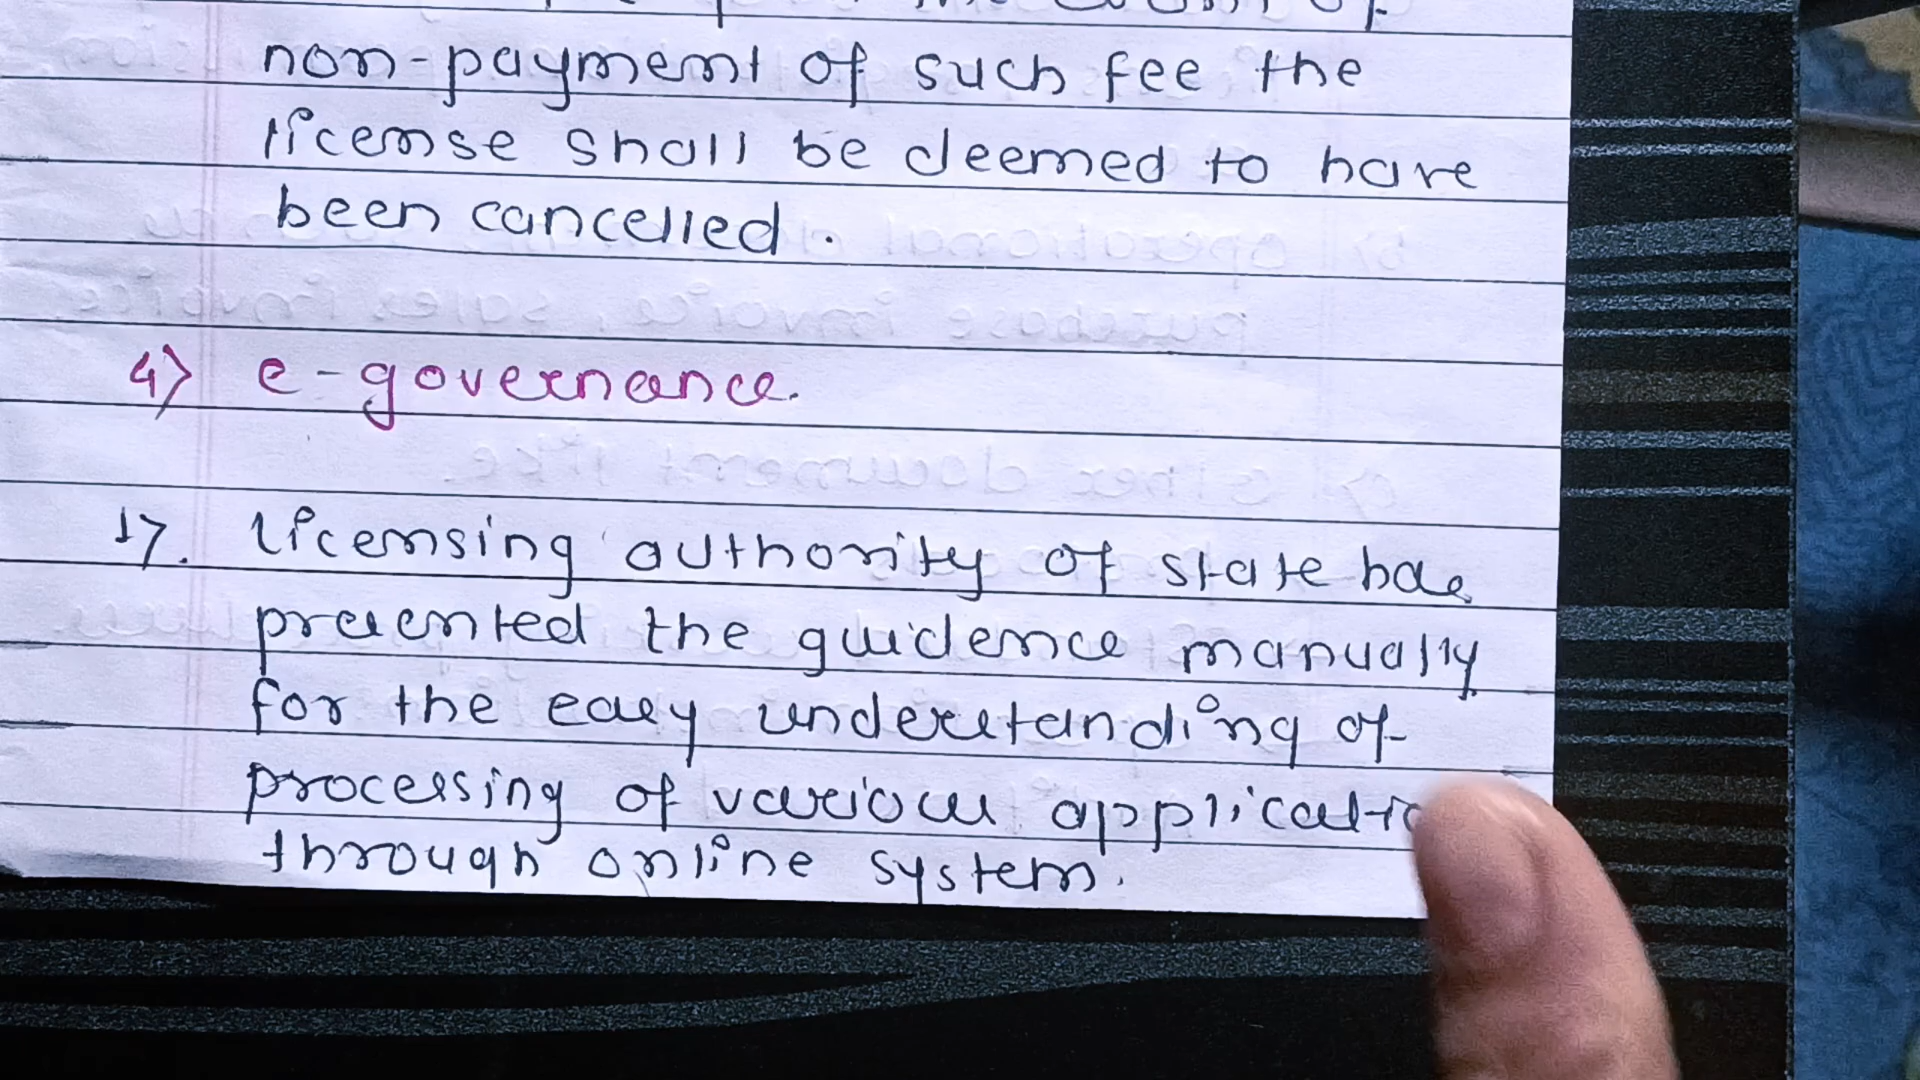 non-payment of such fee the
license shall be deemed to have
been cancelled.
4) e-governance.
1). licensing authority of state has
presented the guidence manually
for the easy understanding of
processing of various
through online system.